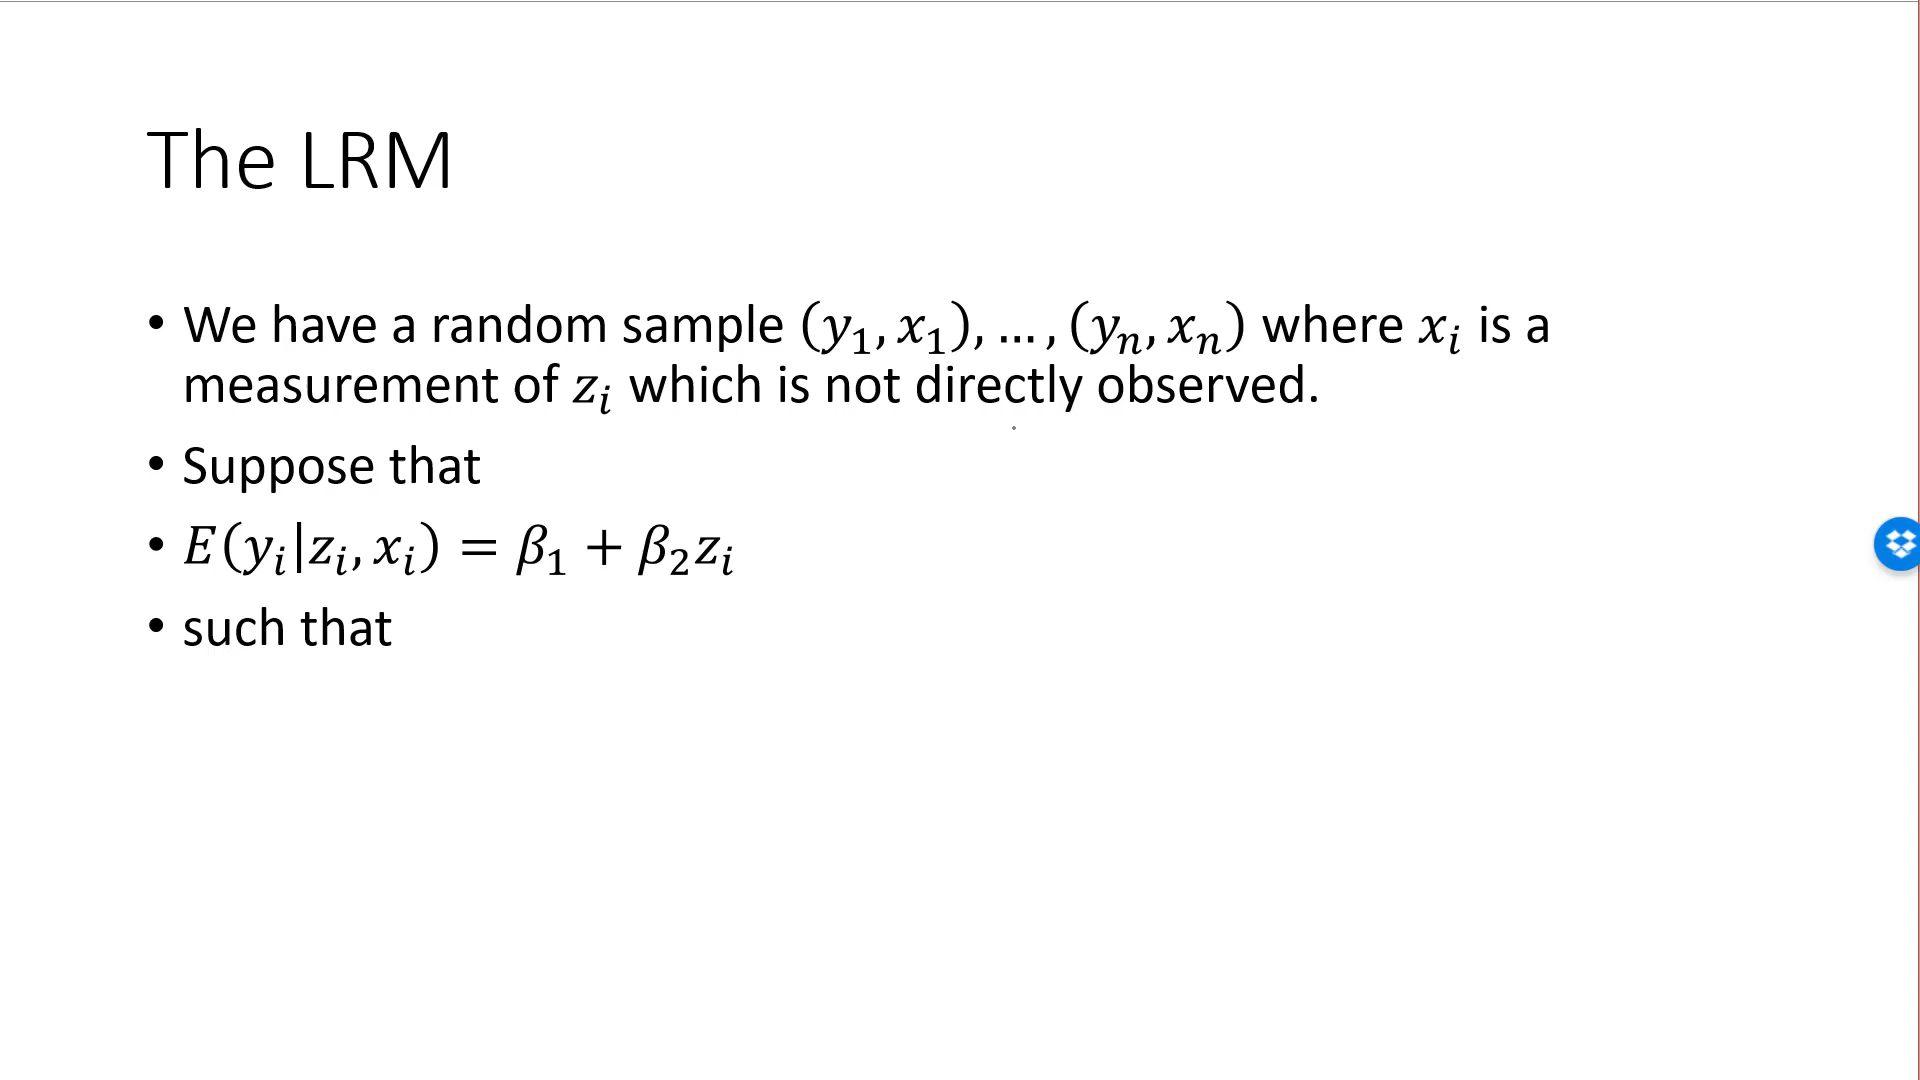 The LRM
• We have a random sample (y₁, x₁), … , (yₙ, xₙ) where xᵢ is a
measurement of zᵢ which is not directly observed.
• Suppose that
• E(yᵢ|zᵢ, xᵢ) = β₁ + β₂zᵢ
• such that